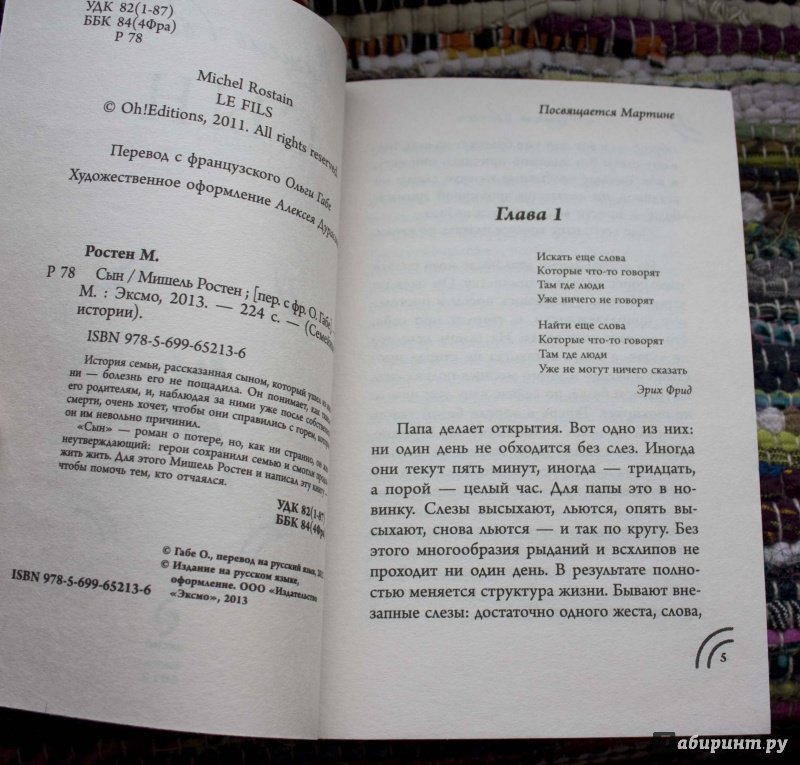 УДК 82(1-87)
ББК 84(4Фра)
Р 78
Michel Rostain
LE FILS
© Oh!Editions, 2011. All rights reserved.
Перевод с французского Ольги Габе
Художественное оформление Алексея
Ростен М.
Р 78 Сын / Мишель Ростен ; [пер. с фр. О. Габе]
М. : Эксмо, 2013. — 224 с. — (
истории).
ISBN 978-5-699-65213-6
История семьи, рассказанная сыном, который ушел из
ни — болезнь его не пощадила. Он понимает, как
его родителям, и, наблюдая за ними уже после
смерти, очень хочет, чтобы они справились с горем,
он им невольно причинил.
«Сын» — роман о потере, но, как ни странно, он
неутверждающий: герои сохранили семью и смогли
жить. Для этого Мишель Ростен и написал эту книгу
чтобы помочь тем, кто отчаялся.
УДК 82(1-87)
ББК 84(4Фра
© Габе О., перевод на русский язык,
© Издание на русском языке,
оформление. ООО «Издательство
«Эксмо», 2013
ISBN 978-5-699-65213-6
Посвящается Мартине
Глава 1
Искать еще слова
Которые что-то говорят
Там где люди
Уже ничего не говорят
Найти еще слова
Которые что-то говорят
Там где люди
Уже не могут ничего сказать
Эрих Фрид
Папа делает открытия. Вот одно из них:
ни один день не обходится без слез. Иногда
они текут пять минут, иногда — тридцать,
а порой — целый час. Для папы это в но-
винку. Слезы высыхают, льются, опять вы-
сыхают, снова льются — и так по кругу. Без
этого многообразия рыданий и всхлипов не
проходит ни один день. В результате полно-
стью меняется структура жизни. Бывают вне-
запные слезы: достаточно одного жеста, слова,
5
лабиринт.ру